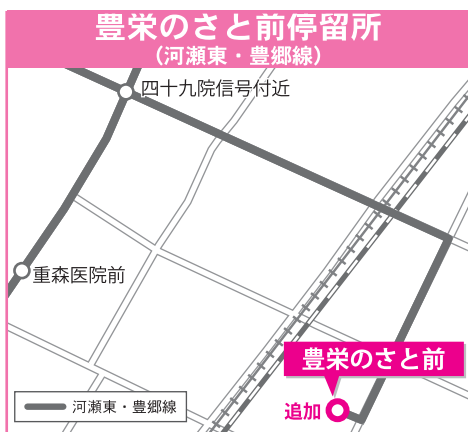 豊栄のさと前停留所
（河瀬東・豊郷線）
四十九院信号付近
重森医院前
豊栄のさと前
追加
河瀬東・豊郷線